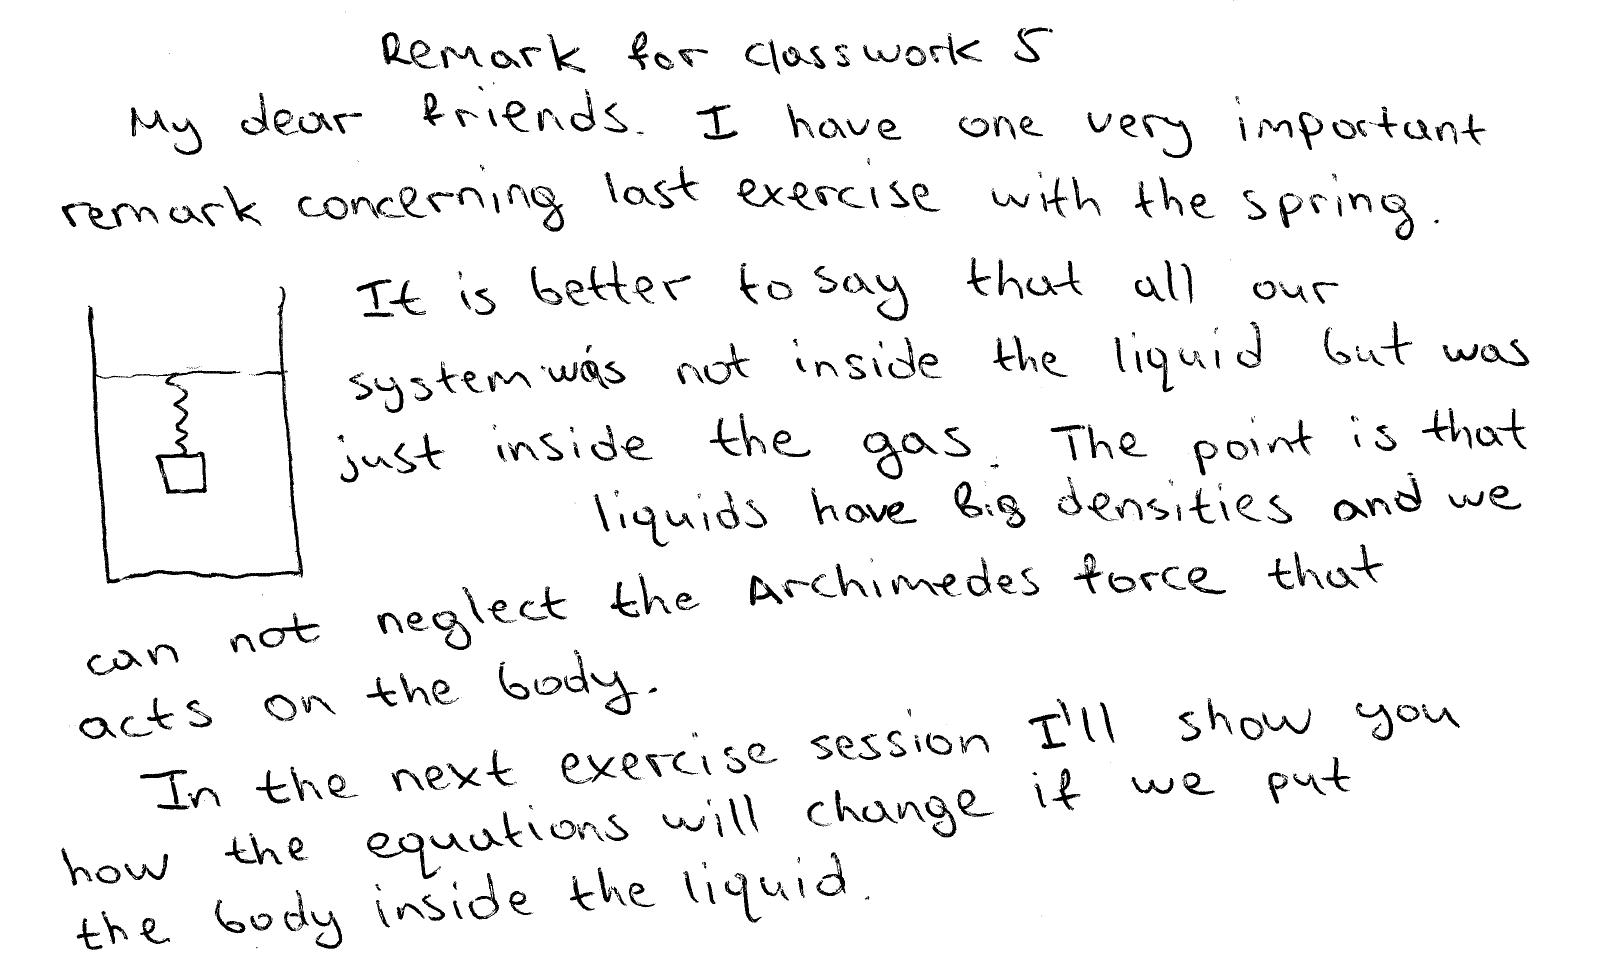 Remark for classwork 5
My dear friends. I have one very important
remark concerning last exercise with the spring.
It is better to say that all our
system was not inside the liquid but was
just inside the gas. The point is that
liquids have big densities and we
can not neglect the Archimedes force that
acts on the body.
In the next exercise session I'll show you
how the equations will change if we put
the body inside the liquid.